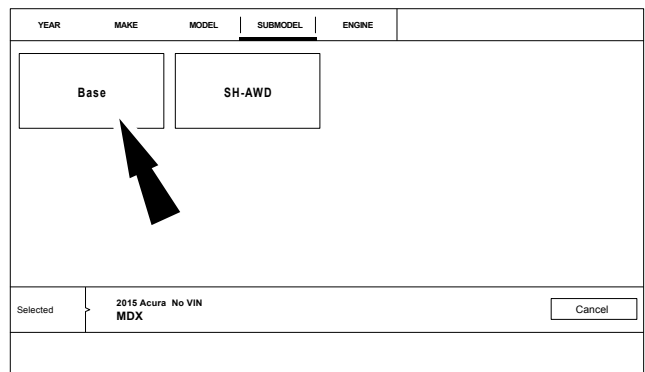 YEAR MAKE MODEL SUBMODEL ENGINE
Base SH-AWD
Selected 2015 Acura No VIN
MDX
Cancel